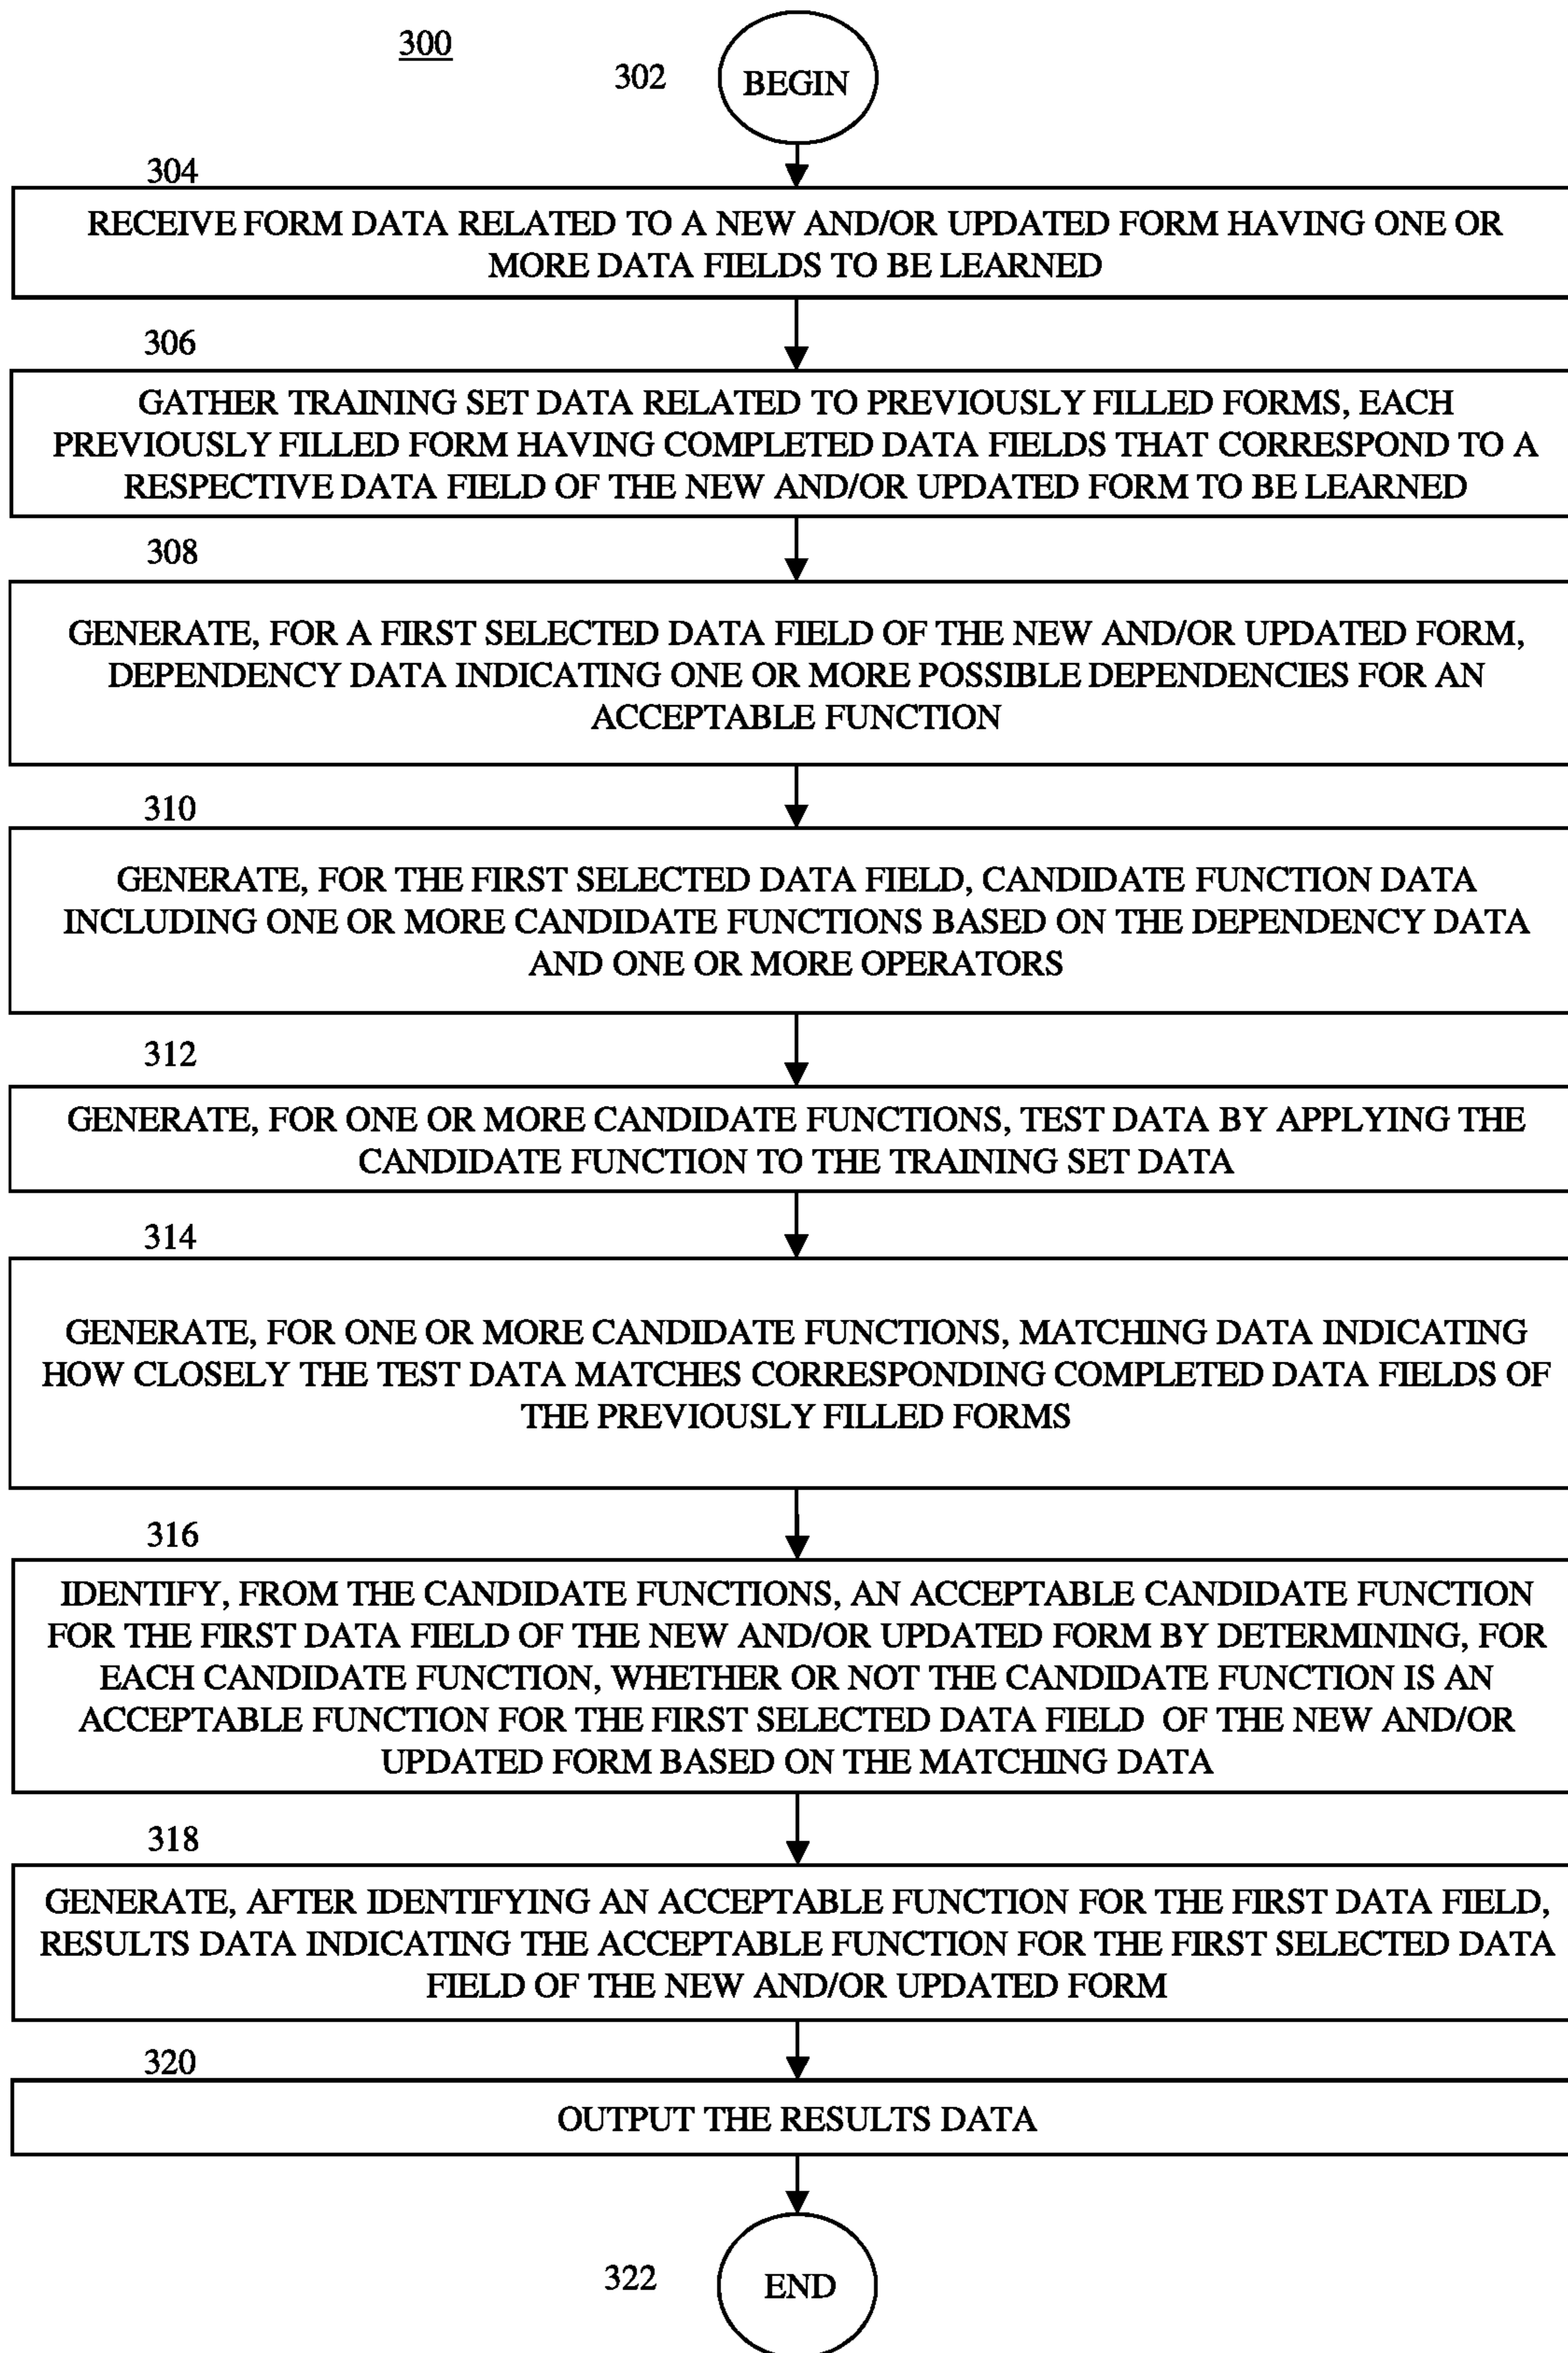 300
302
BEGIN
304
RECEIVE FORM DATA RELATED TO A NEW AND/OR UPDATED FORM HAVING ONE OR
MORE DATA FIELDS TO BE LEARNED
306
GATHER TRAINING SET DATA RELATED TO PREVIOUSLY FILLED FORMS, EACH
PREVIOUSLY FILLED FORM HAVING COMPLETED DATA FIELDS THAT CORRESPOND TO A
RESPECTIVE DATA FIELD OF THE NEW AND/OR UPDATED FORM TO BE LEARNED
308
GENERATE, FOR A FIRST SELECTED DATA FIELD OF THE NEW AND/OR UPDATED FORM,
DEPENDENCY DATA INDICATING ONE OR MORE POSSIBLE DEPENDENCIES FOR AN
ACCEPTABLE FUNCTION
310
GENERATE, FOR THE FIRST SELECTED DATA FIELD, CANDIDATE FUNCTION DATA
INCLUDING ONE OR MORE CANDIDATE FUNCTIONS BASED ON THE DEPENDENCY DATA
AND ONE OR MORE OPERATORS
312
GENERATE, FOR ONE OR MORE CANDIDATE FUNCTIONS, TEST DATA BY APPLYING THE
CANDIDATE FUNCTION TO THE TRAINING SET DATA
314
GENERATE, FOR ONE OR MORE CANDIDATE FUNCTIONS, MATCHING DATA INDICATING
HOW CLOSELY THE TEST DATA MATCHES CORRESPONDING COMPLETED DATA FIELDS OF
THE PREVIOUSLY FILLED FORMS
316
IDENTIFY, FROM THE CANDIDATE FUNCTIONS, AN ACCEPTABLE CANDIDATE FUNCTION
FOR THE FIRST DATA FIELD OF THE NEW AND/OR UPDATED FORM BY DETERMINING, FOR
EACH CANDIDATE FUNCTION, WHETHER OR NOT THE CANDIDATE FUNCTION IS AN
ACCEPTABLE FUNCTION FOR THE FIRST SELECTED DATA FIELD OF THE NEW AND/OR
UPDATED FORM BASED ON THE MATCHING DATA
318
GENERATE, AFTER IDENTIFYING AN ACCEPTABLE FUNCTION FOR THE FIRST DATA FIELD,
RESULTS DATA INDICATING THE ACCEPTABLE FUNCTION FOR THE FIRST SELECTED DATA
FIELD OF THE NEW AND/OR UPDATED FORM
320
OUTPUT THE RESULTS DATA
322
END